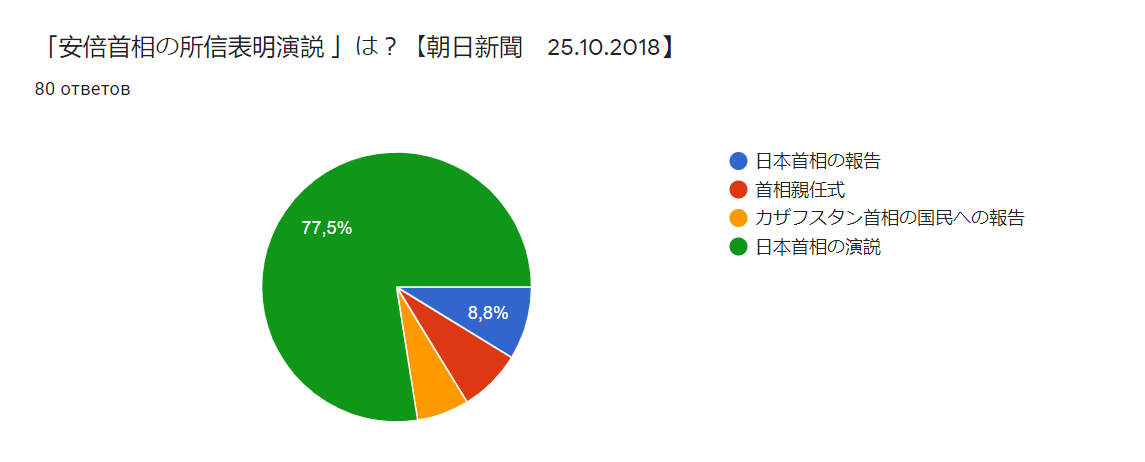 「安倍首相の所信表明演説 」は？【朝日新聞　25.10.2018】
80 ответов
77,5%
8,8%
日本首相の報告
首相親任式
カザフスタン首相の国民への報告
日本首相の演説